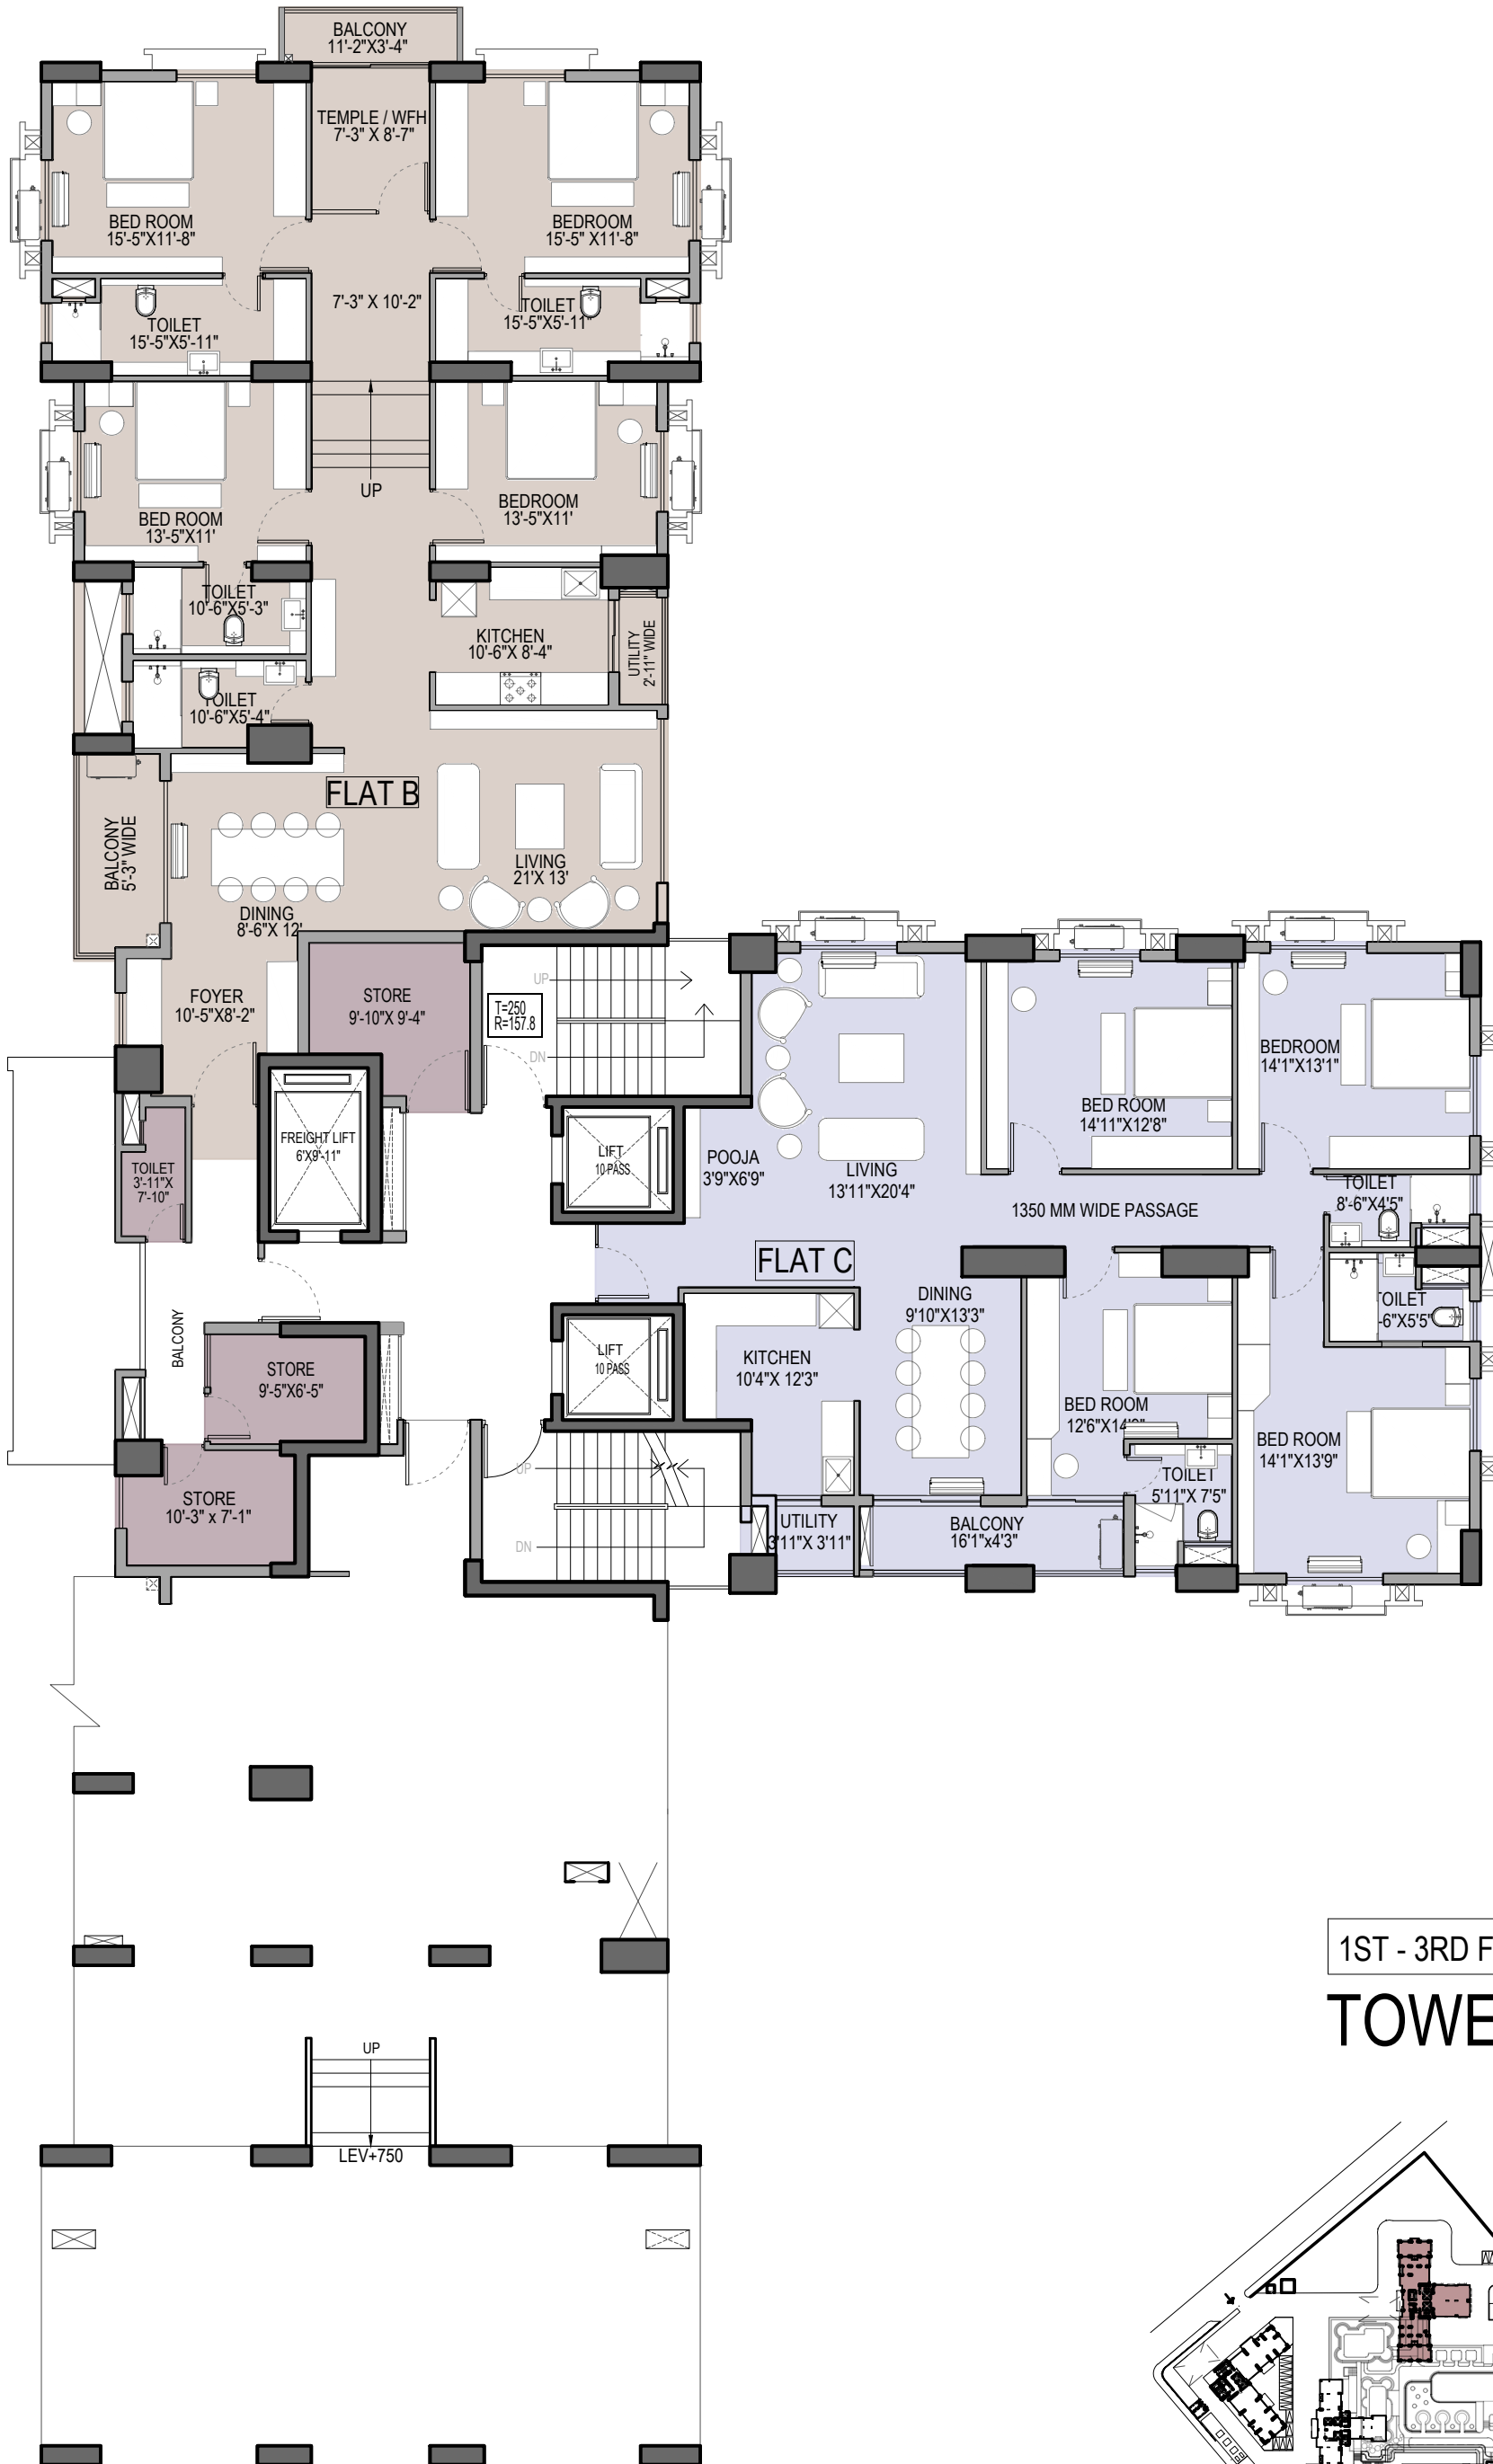 BALCONY
11'-2"X3'-4"
TEMPLE / WFH
7'-3" X 8'-7"
BED ROOM
15'-5"X11'-8"
BEDROOM
15'-5" X11'-8"
7'-3" X 10'-2"
TOILET
15'-5"X5'-11"
TOILET
15'-5"X5'-11"
UP
BED ROOM
13'-5"X11'
BEDROOM
13'-5"X11'
TOILET
10'-6"X5'-3"
KITCHEN
10'-6"X 8'-4"
UTILITY
2'-11" WIDE
TOILET
10'-6"X5'-4"
FLAT B
BALCONY
5'-3" WIDE
LIVING
21'X 13'
DINING
8'-6"X 12'
FOYER
10'-5"X8'-2"
STORE
9'-10"X 9'-4"
T=250
R=157.8
UP
DN
FREIGHT LIFT
6'X9'-11"
TOILET
3'-11"X
7'-10"
LIFT
10 PASS
POOJA
3'9"X6'9"
LIVING
13'11"X20'4"
BED ROOM
14'11"X12'8"
BEDROOM
14'1"X13'1"
TOILET
8'-6"X4'5"
1350 MM WIDE PASSAGE
FLAT C
DINING
9'10"X13'3"
TOILET
-6"X5'5"
BALCONY
LIFT
10 PASS
STORE
9'-5"X6'-5"
KITCHEN
10'4"X 12'3"
BED ROOM
BED ROOM
14'1"X13'9"
STORE
10'-3" x 7'-1"
UP
DN
TOILET
5'11"X 7'5"
UTILITY
3'11"X 3'11"
BALCONY
16'1"x4'3"
1ST - 3RD F
TOWE
UP
LEV+750